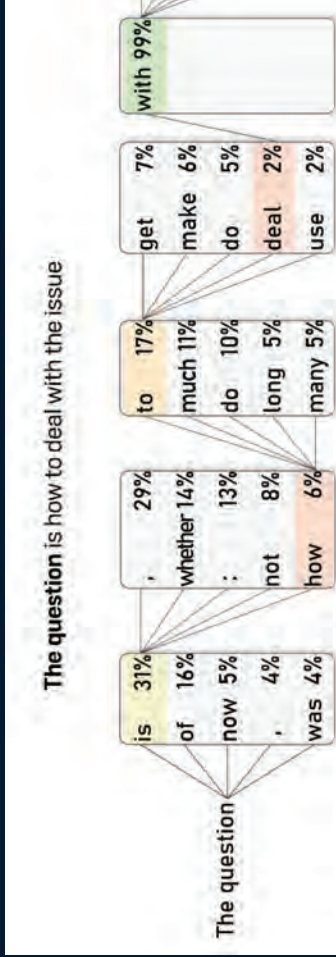 The question is how to deal with the issue
The question
is 31%
of 16%
now 5%
, 4%
was 4%
, 29%
whether 14%
: 13%
not 8%
how 6%
to 17%
much 11%
do 10%
long 5%
many 5%
get 7%
make 6%
do 5%
deal 2%
use 2%
with 99%